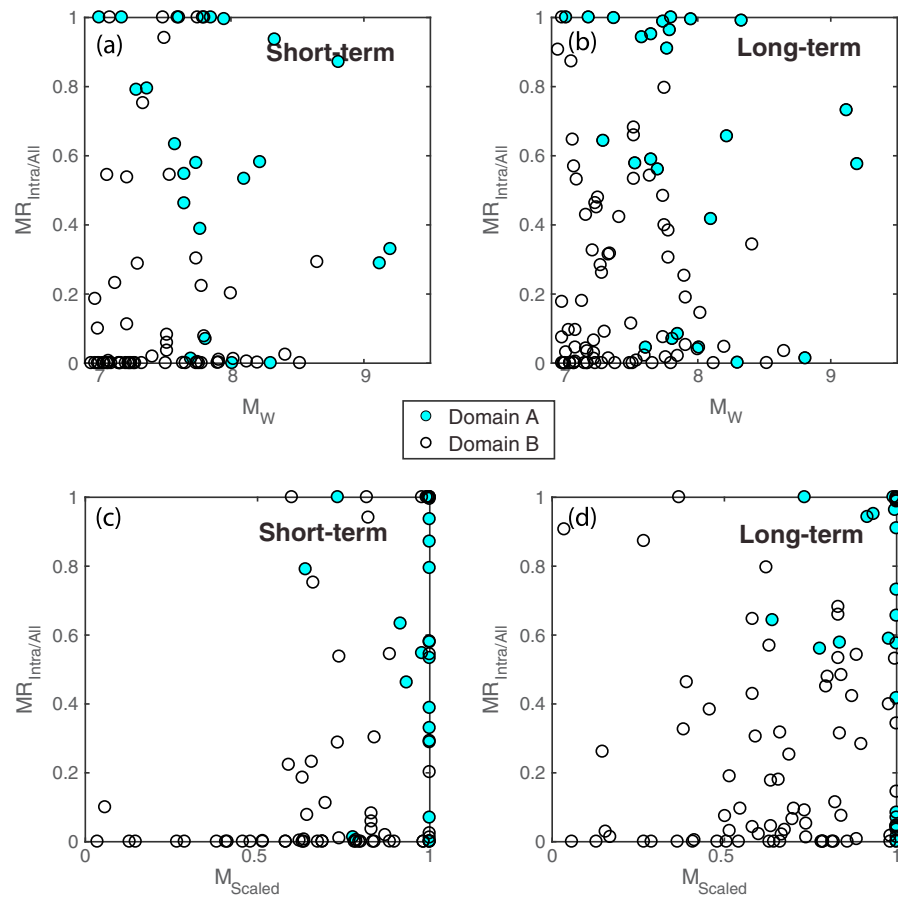 1
0.8
0.6
0.4
0.2
0
7
8
9
MR_Intra/All
M_W
(a)
Short-term
1
0.8
0.6
0.4
0.2
0
7
8
9
MR_Intra/All
M_W
(b)
Long-term
Domain A
Domain B
1
0.8
0.6
0.4
0.2
0
0
0.5
1
MR_Intra/All
M_Scaled
(c)
Short-term
1
0.8
0.6
0.4
0.2
0
0
0.5
1
MR_Intra/All
M_Scaled
(d)
Long-term